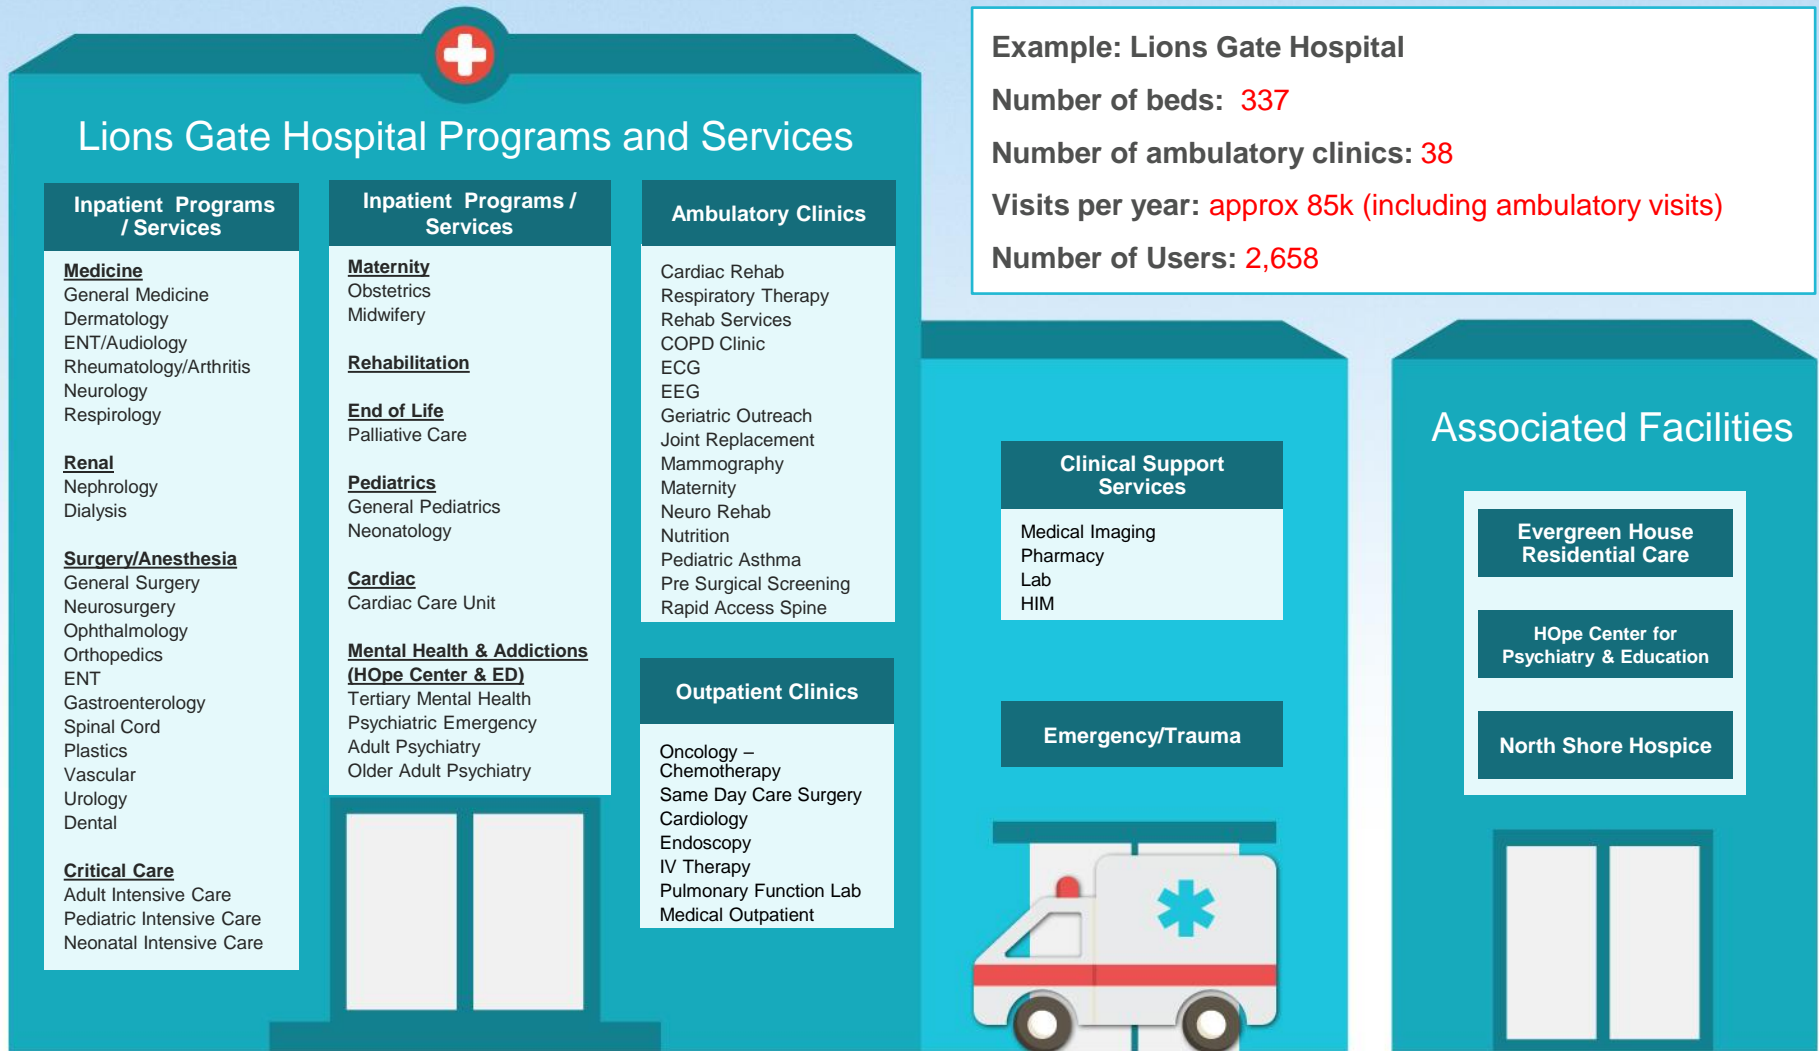 Example: Lions Gate Hospital
Number of beds: 337
Number of ambulatory clinics: 38
Visits per year: approx 85k (including ambulatory visits)
Number of Users: 2,658
Lions Gate Hospital Programs and Services
Inpatient Programs
/ Services
Medicine
General Medicine
Dermatology
ENT/Audiology
Rheumatology/Arthritis
Neurology
Respirology
Renal
Nephrology
Dialysis
Surgery/Anesthesia
General Surgery
Neurosurgery
Ophthalmology
Orthopedics
ENT
Gastroenterology
Spinal Cord
Plastics
Vascular
Urology
Dental
Critical Care
Adult Intensive Care
Pediatric Intensive Care
Neonatal Intensive Care
Inpatient Programs /
Services
Maternity
Obstetrics
Midwifery
Rehabilitation
End of Life
Palliative Care
Pediatrics
General Pediatrics
Neonatology
Cardiac
Cardiac Care Unit
Mental Health & Addictions
(HOpe Center & ED)
Tertiary Mental Health
Psychiatric Emergency
Adult Psychiatry
Older Adult Psychiatry
Ambulatory Clinics
Cardiac Rehab
Respiratory Therapy
Rehab Services
COPD Clinic
ECG
EEG
Geriatric Outreach
Joint Replacement
Mammography
Maternity
Neuro Rehab
Nutrition
Pediatric Asthma
Pre Surgical Screening
Rapid Access Spine
Outpatient Clinics
Oncology –
Chemotherapy
Same Day Care Surgery
Cardiology
Endoscopy
IV Therapy
Pulmonary Function Lab
Medical Outpatient
Clinical Support
Services
Medical Imaging
Pharmacy
Lab
HIM
Emergency/Trauma
Associated Facilities
Evergreen House
Residential Care
HOpe Center for
Psychiatry & Education
North Shore Hospice